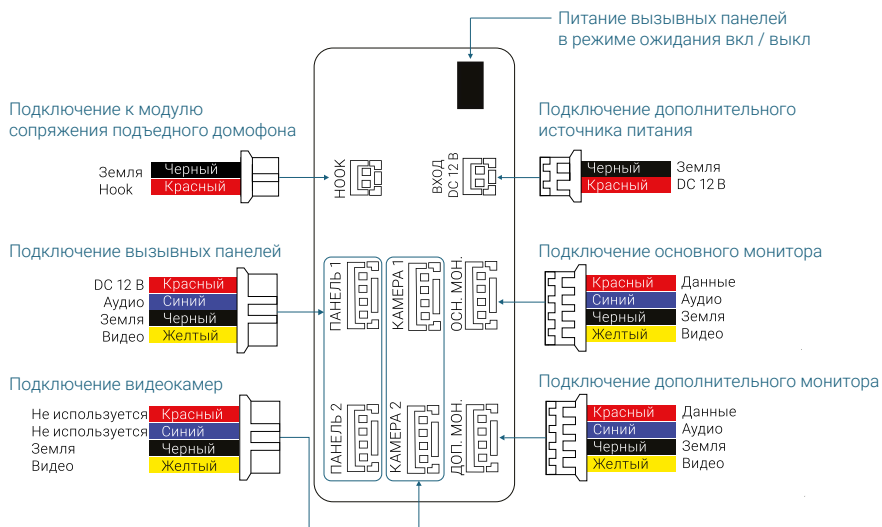 Питание вызывных панелей
в режиме ожидания вкл / выкл
Подключение к модулю
сопряжения подъедного домофона
Земля Черный
Hook Красный
HOOK
ВХОД
DC 12 В
Подключение дополнительного
источника питания
Черный Земля
Красный DC 12 В
Подключение вызывных панелей
DC 12 В Красный
Аудио Синий
Земля Черный
Видео Желтый
ПАНЕЛЬ 1
КАМЕРА 1
ОСН. МОН.
Подключение основного монитора
Красный Данные
Синий Аудио
Черный Земля
Желтый Видео
Подключение видеокамер
Не используется Красный
Не используется Синий
Земля Черный
Видео Желтый
ПАНЕЛЬ 2
КАМЕРА 2
ДОП. МОН.
Подключение дополнительного монитора
Красный Данные
Синий Аудио
Черный Земля
Желтый Видео